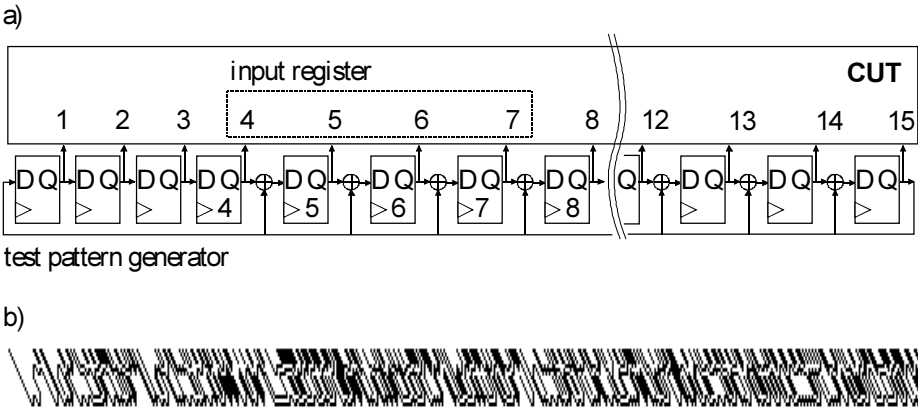 a)
input register
CUT
1 2 3 4 5 6 7 8 12 13 14 15
D Q D Q D Q D Q D Q D Q D Q D Q Q D Q D Q D Q
4 5 6 7 8
test pattern generator
b)